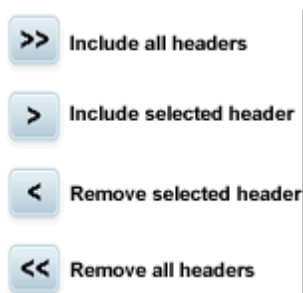 >> Include all headers
> Include selected header
< Remove selected header
<< Remove all headers